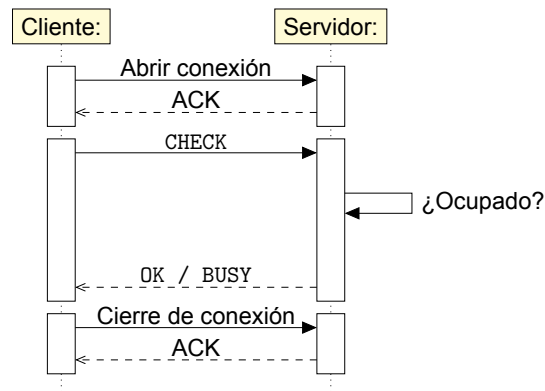 Cliente:
Servidor:
Abrir conexión
ACK
CHECK
¿Ocupado?
OK / BUSY
Cierre de conexión
ACK